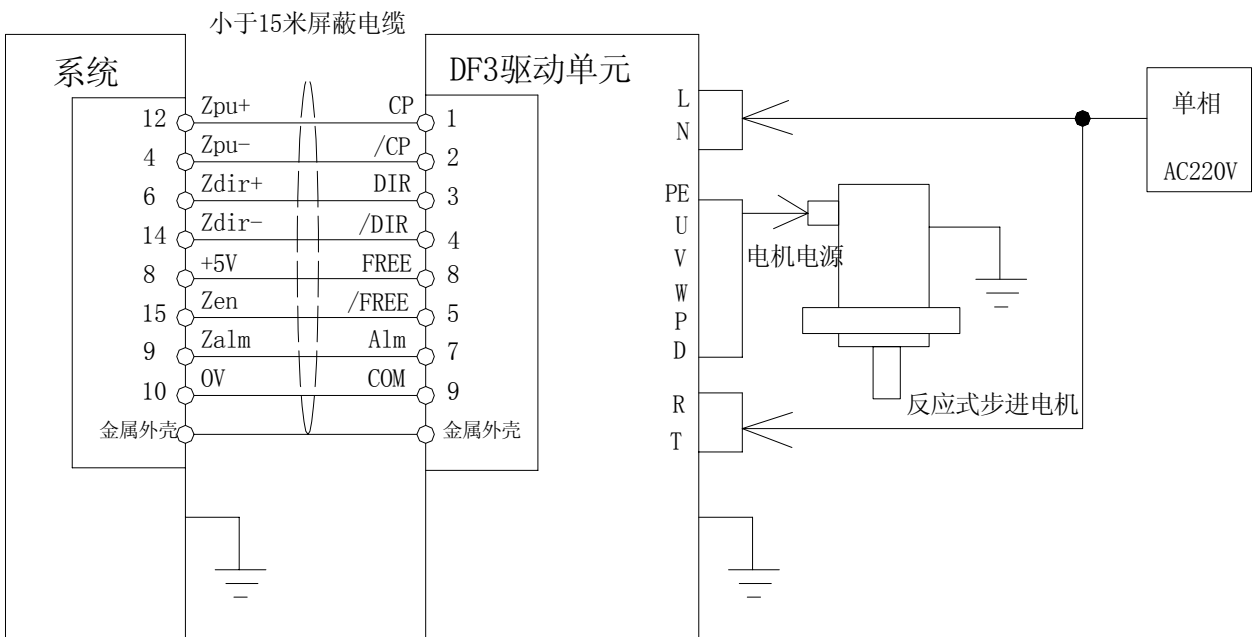 小于15米屏蔽电缆
系统
DF3驱动单元
12 Zpu+ CP 1
4 Zpu- /CP 2
6 Zdir+ DIR 3
14 Zdir- /DIR 4
8 +5V FREE 8
15 Zen /FREE 5
9 Zalm Alm 7
10 0V COM 9
金属外壳 金属外壳
L
N
PE
U
V
W
P
D
R
T
电机电源
反应式步进电机
单相
AC220V